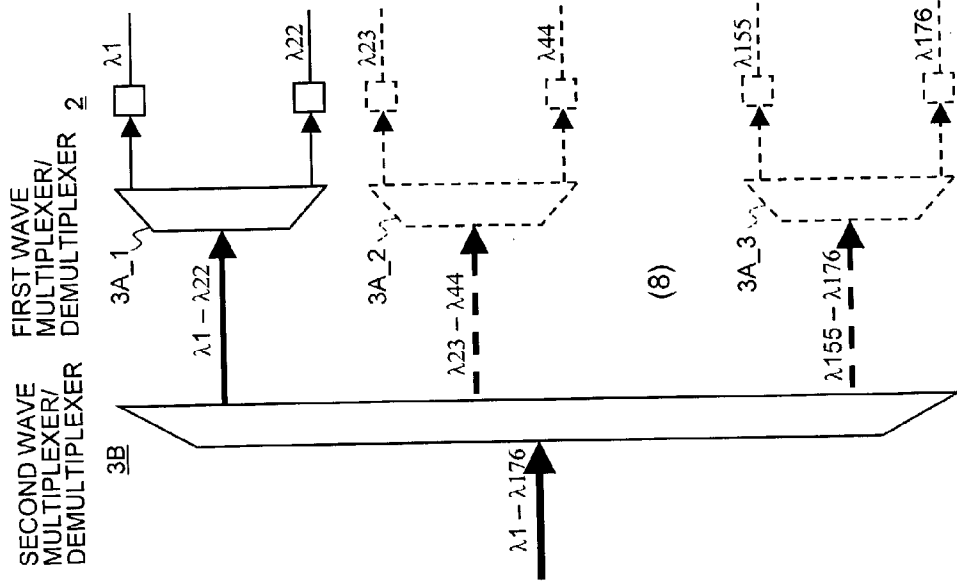 SECOND WAVE
MULTIPLEXER/
DEMULTIPLEXER
FIRST WAVE
MULTIPLEXER/
DEMULTIPLEXER
2
3B
3A_1
λ1
λ1 – λ22
λ22
λ23
3A_2
λ23 – λ44
λ44
(8)
λ155
3A_3
λ1 – λ176
λ155 – λ176
λ176